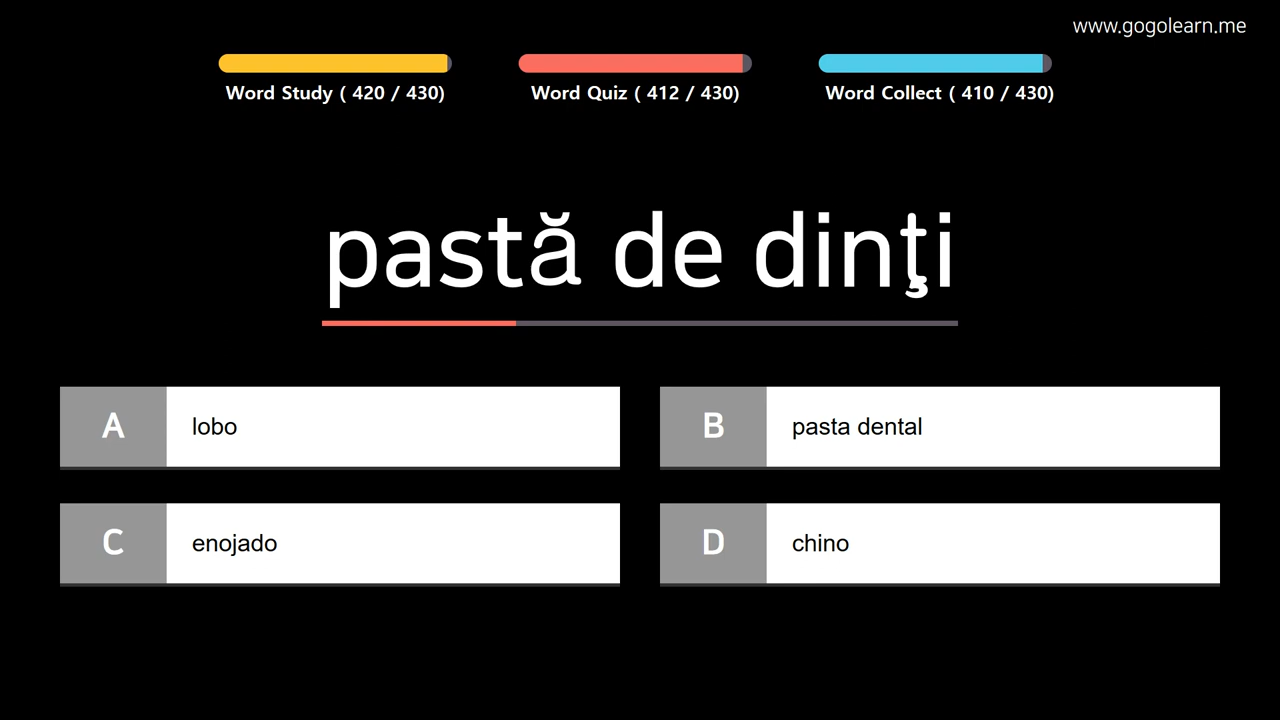 www.gogolearn.me
Word Study ( 420 / 430)
Word Quiz ( 412 / 430)
Word Collect ( 410 / 430)
pastă de dinţi
A lobo
B pasta dental
C enojado
D chino